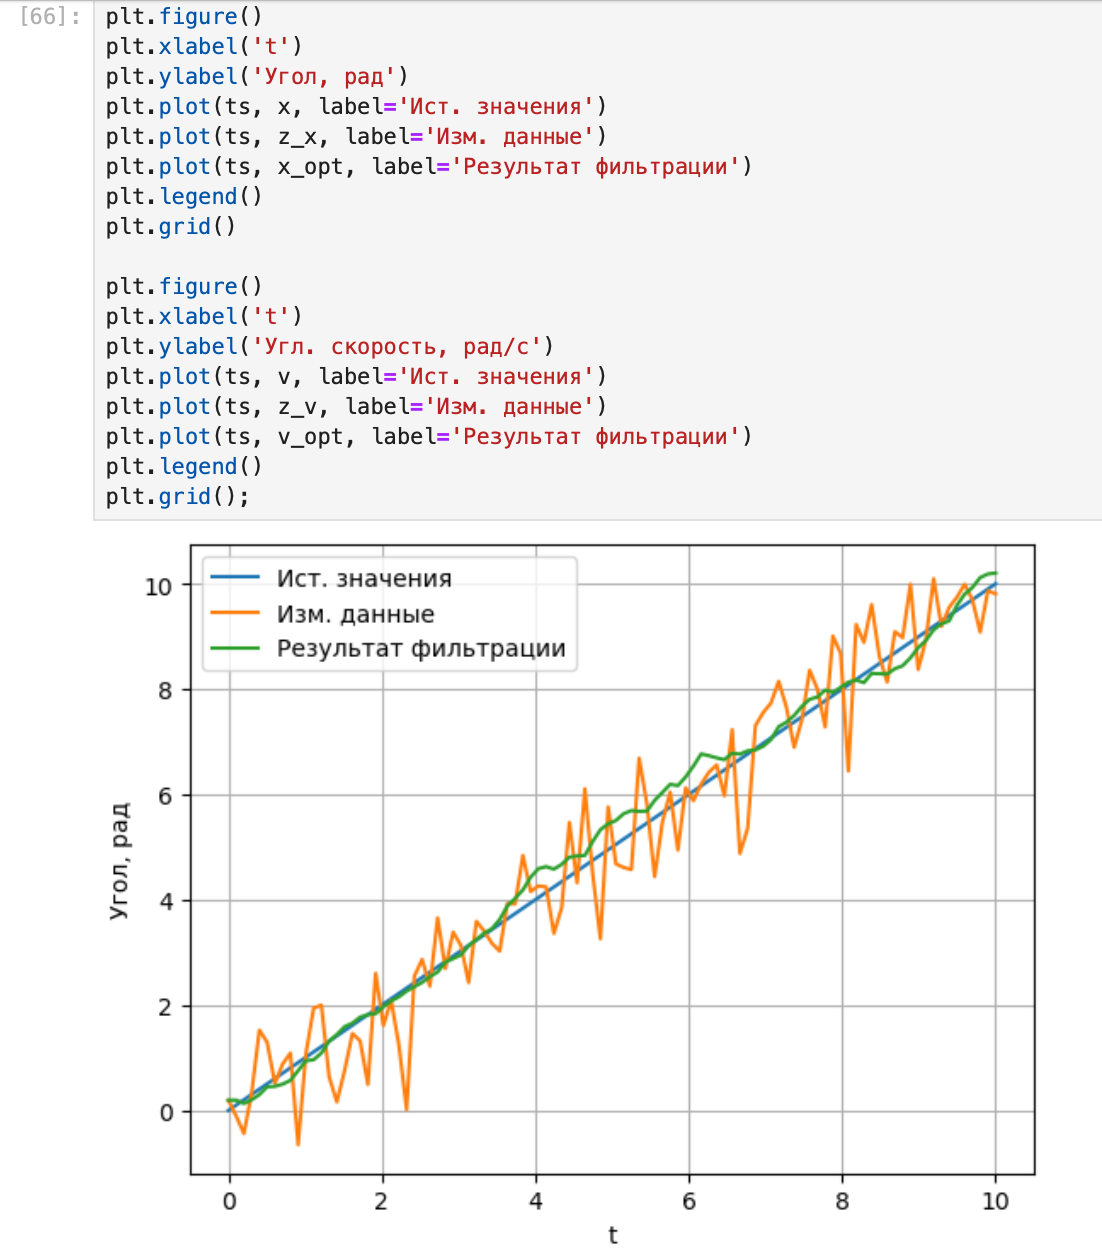 [66]:
plt.figure()
plt.xlabel('t')
plt.ylabel('Угол, рад')
plt.plot(ts, x, label='Ист. значения')
plt.plot(ts, z_x, label='Изм. данные')
plt.plot(ts, x_opt, label='Результат фильтрации')
plt.legend()
plt.grid()
plt.figure()
plt.xlabel('t')
plt.ylabel('Угл. скорость, рад/с')
plt.plot(ts, v, label='Ист. значения')
plt.plot(ts, z_v, label='Изм. данные')
plt.plot(ts, v_opt, label='Результат фильтрации')
plt.legend()
plt.grid();
Ист. значения
Изм. данные
Результат фильтрации
10
8
6
4
2
0
Угол, рад
0 2 4 6 8 10
t